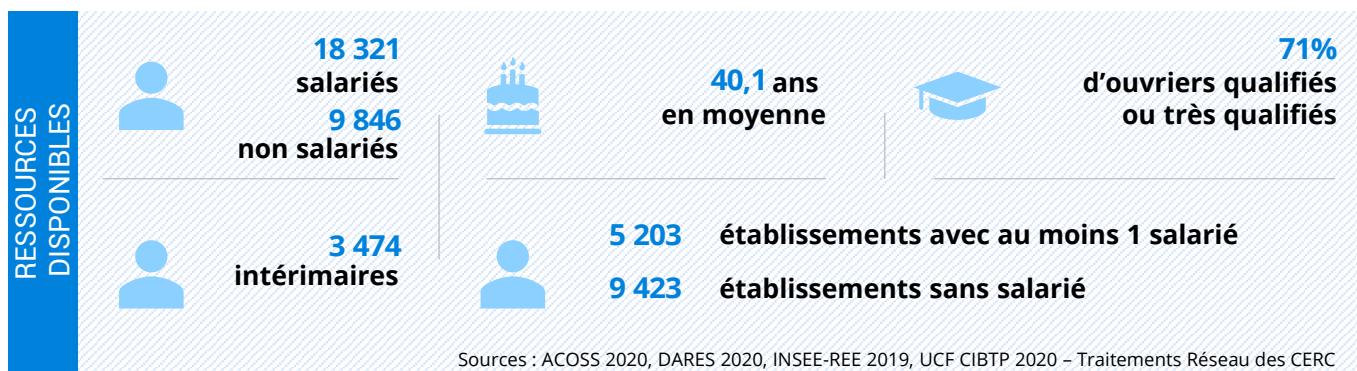 RESSOURCES
DISPONIBLES
18 321
salariés
9 846
non salariés
40,1 ans
en moyenne
71%
d’ouvriers qualifiés
ou très qualifiés
3 474
intérimaires
5 203 établissements avec au moins 1 salarié
9 423 établissements sans salarié
Sources : ACOSS 2020, DARES 2020, INSEE-REE 2019, UCF CIBTP 2020 – Traitements Réseau des CERC